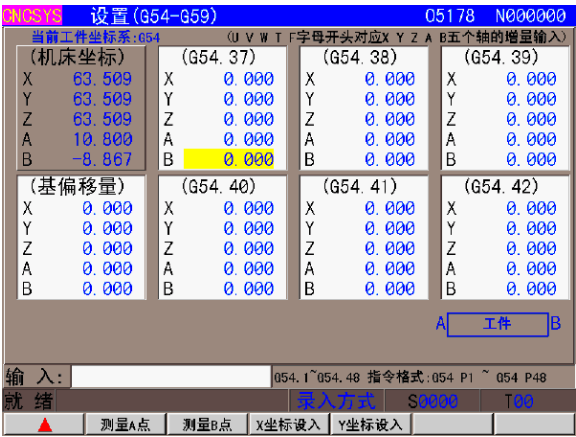 CNCSYS 设置(G54-G59) O5178 N000000
当前工件坐标系:G54 (U V W T F字母开头对应X Y Z A B五个轴的增量输入)
(机床坐标) (G54. 37) (G54. 38) (G54. 39)
X 63.509 X 0.000 X 0.000 X 0.000
Y 63.509 Y 0.000 Y 0.000 Y 0.000
Z 63.509 Z 0.000 Z 0.000 Z 0.000
A 10.800 A 0.000 A 0.000 A 0.000
B -8.867 B 0.000 B 0.000 B 0.000
(基偏移量) (G54. 40) (G54. 41) (G54. 42)
X 0.000 X 0.000 X 0.000 X 0.000
Y 0.000 Y 0.000 Y 0.000 Y 0.000
Z 0.000 Z 0.000 Z 0.000 Z 0.000
A 0.000 A 0.000 A 0.000 A 0.000
B 0.000 B 0.000 B 0.000 B 0.000
A 工件 B
输 入: G54.1~G54.48 指令格式:G54 P1 ~ G54 P48
就 绪 录入方式 S0000 T00
测量A点 测量B点 X坐标设入 Y坐标设入